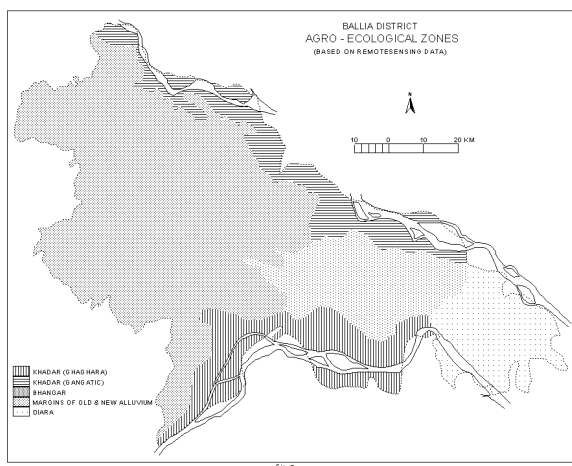 BALLIA DISTRICT
AGRO - ECOLOGICAL ZONES
(BASED ON REMOTESENSING DATA)
N
10 0 10 20 KM
KHADAR (GHAGHARA)
KHADAR (GANGATIC)
BHANGAR
MARGINS OF OLD & NEW ALLUVIUM
DIARA